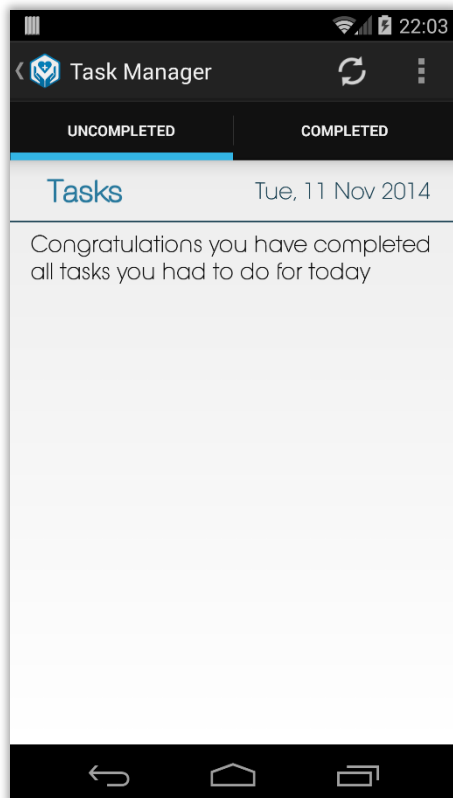 22:03
Task Manager
UNCOMPLETED COMPLETED
Tasks Tue, 11 Nov 2014
Congratulations you have completed
all tasks you had to do for today